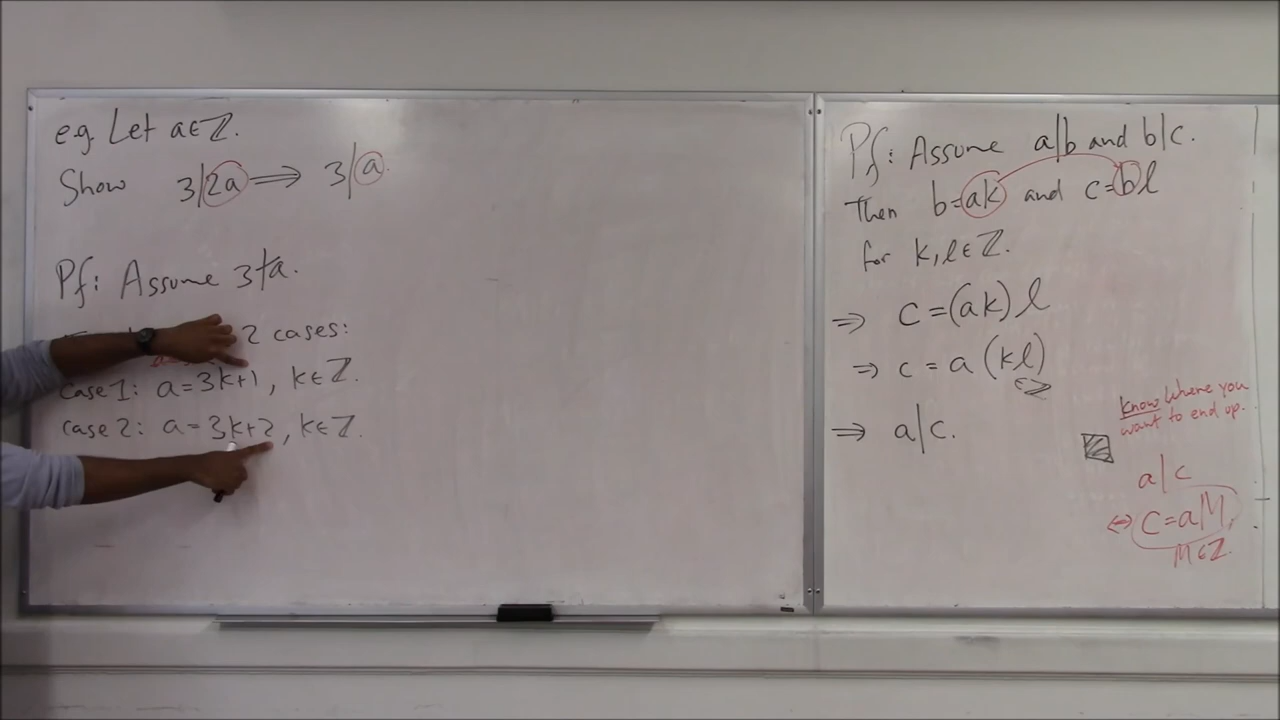 e.g. Let a∈ℤ.
Show 3|2a ⟹ 3|a.
Pf: Assume 3∤a.
2 cases:
case 1: a=3k+1, k∈ℤ.
case 2: a=3k+2, k∈ℤ.
Pf: Assume a|b and b|c.
Then b=ak and c=bl
for k,l∈ℤ.
⇒ c=(ak)l
⇒ c=a(kl)
∈ℤ
⇒ a|c.
Know where you
want to end up.
a|c
⇔ c=aM,
M∈ℤ.